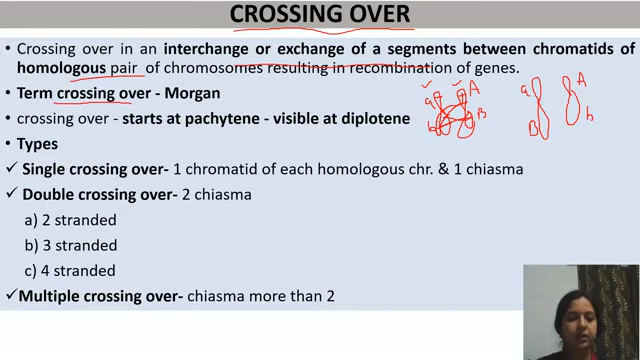 CROSSING OVER
• Crossing over in an interchange or exchange of a segments between chromatids of
homologous pair of chromosomes resulting in recombination of genes.
• Term crossing over - Morgan
• crossing over - starts at pachytene - visible at diplotene
• Types
✓ Single crossing over- 1 chromatid of each homologous chr. & 1 chiasma
✓ Double crossing over- 2 chiasma
a) 2 stranded
b) 3 stranded
c) 4 stranded
✓ Multiple crossing over- chiasma more than 2
a A
b B
a A
B b